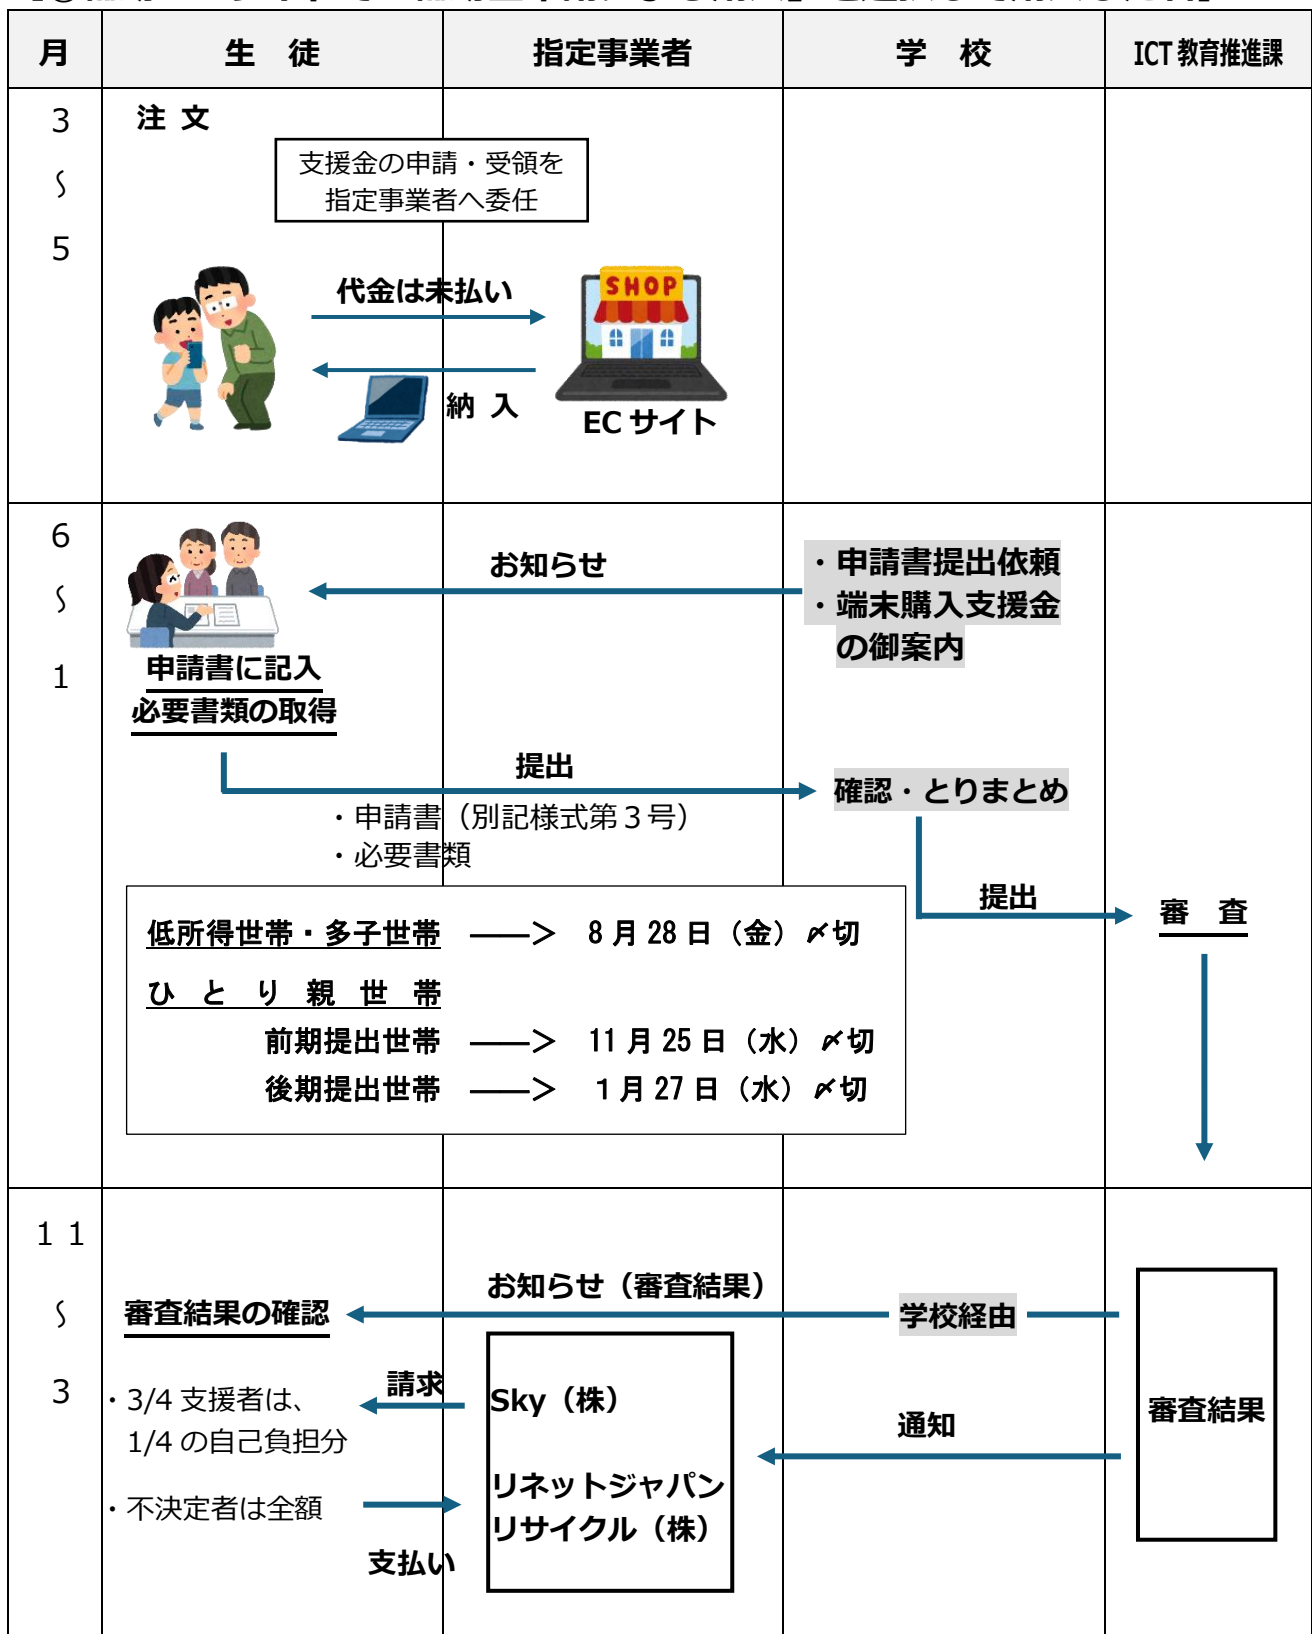 月 生 徒 指定事業者 学 校 ICT教育推進課
3
～
5
注 文
支援金の申請・受領を
指定事業者へ委任
代金は未払い
SHOP
納 入
EC サイト
6
～
1
お知らせ
・申請書提出依頼
・端末購入支援金
の御案内
申請書に記入
必要書類の取得
提出
確認・とりまとめ
・申請書（別記様式第３号）
・必要書類
提出
審 査
低所得世帯・多子世帯 ――＞ 8月28日（金）〆切
ひ と り 親 世 帯
前期提出世帯 ――＞ 11月25日（水）〆切
後期提出世帯 ――＞ 1月27日（水）〆切
１１
～
3
お知らせ（審査結果）
審査結果の確認
学校経由
審査結果
・3/4 支援者は、
1/4 の自己負担分
・不決定者は全額
請求
支払い
Sky（株）
リネットジャパン
リサイクル（株）
通知